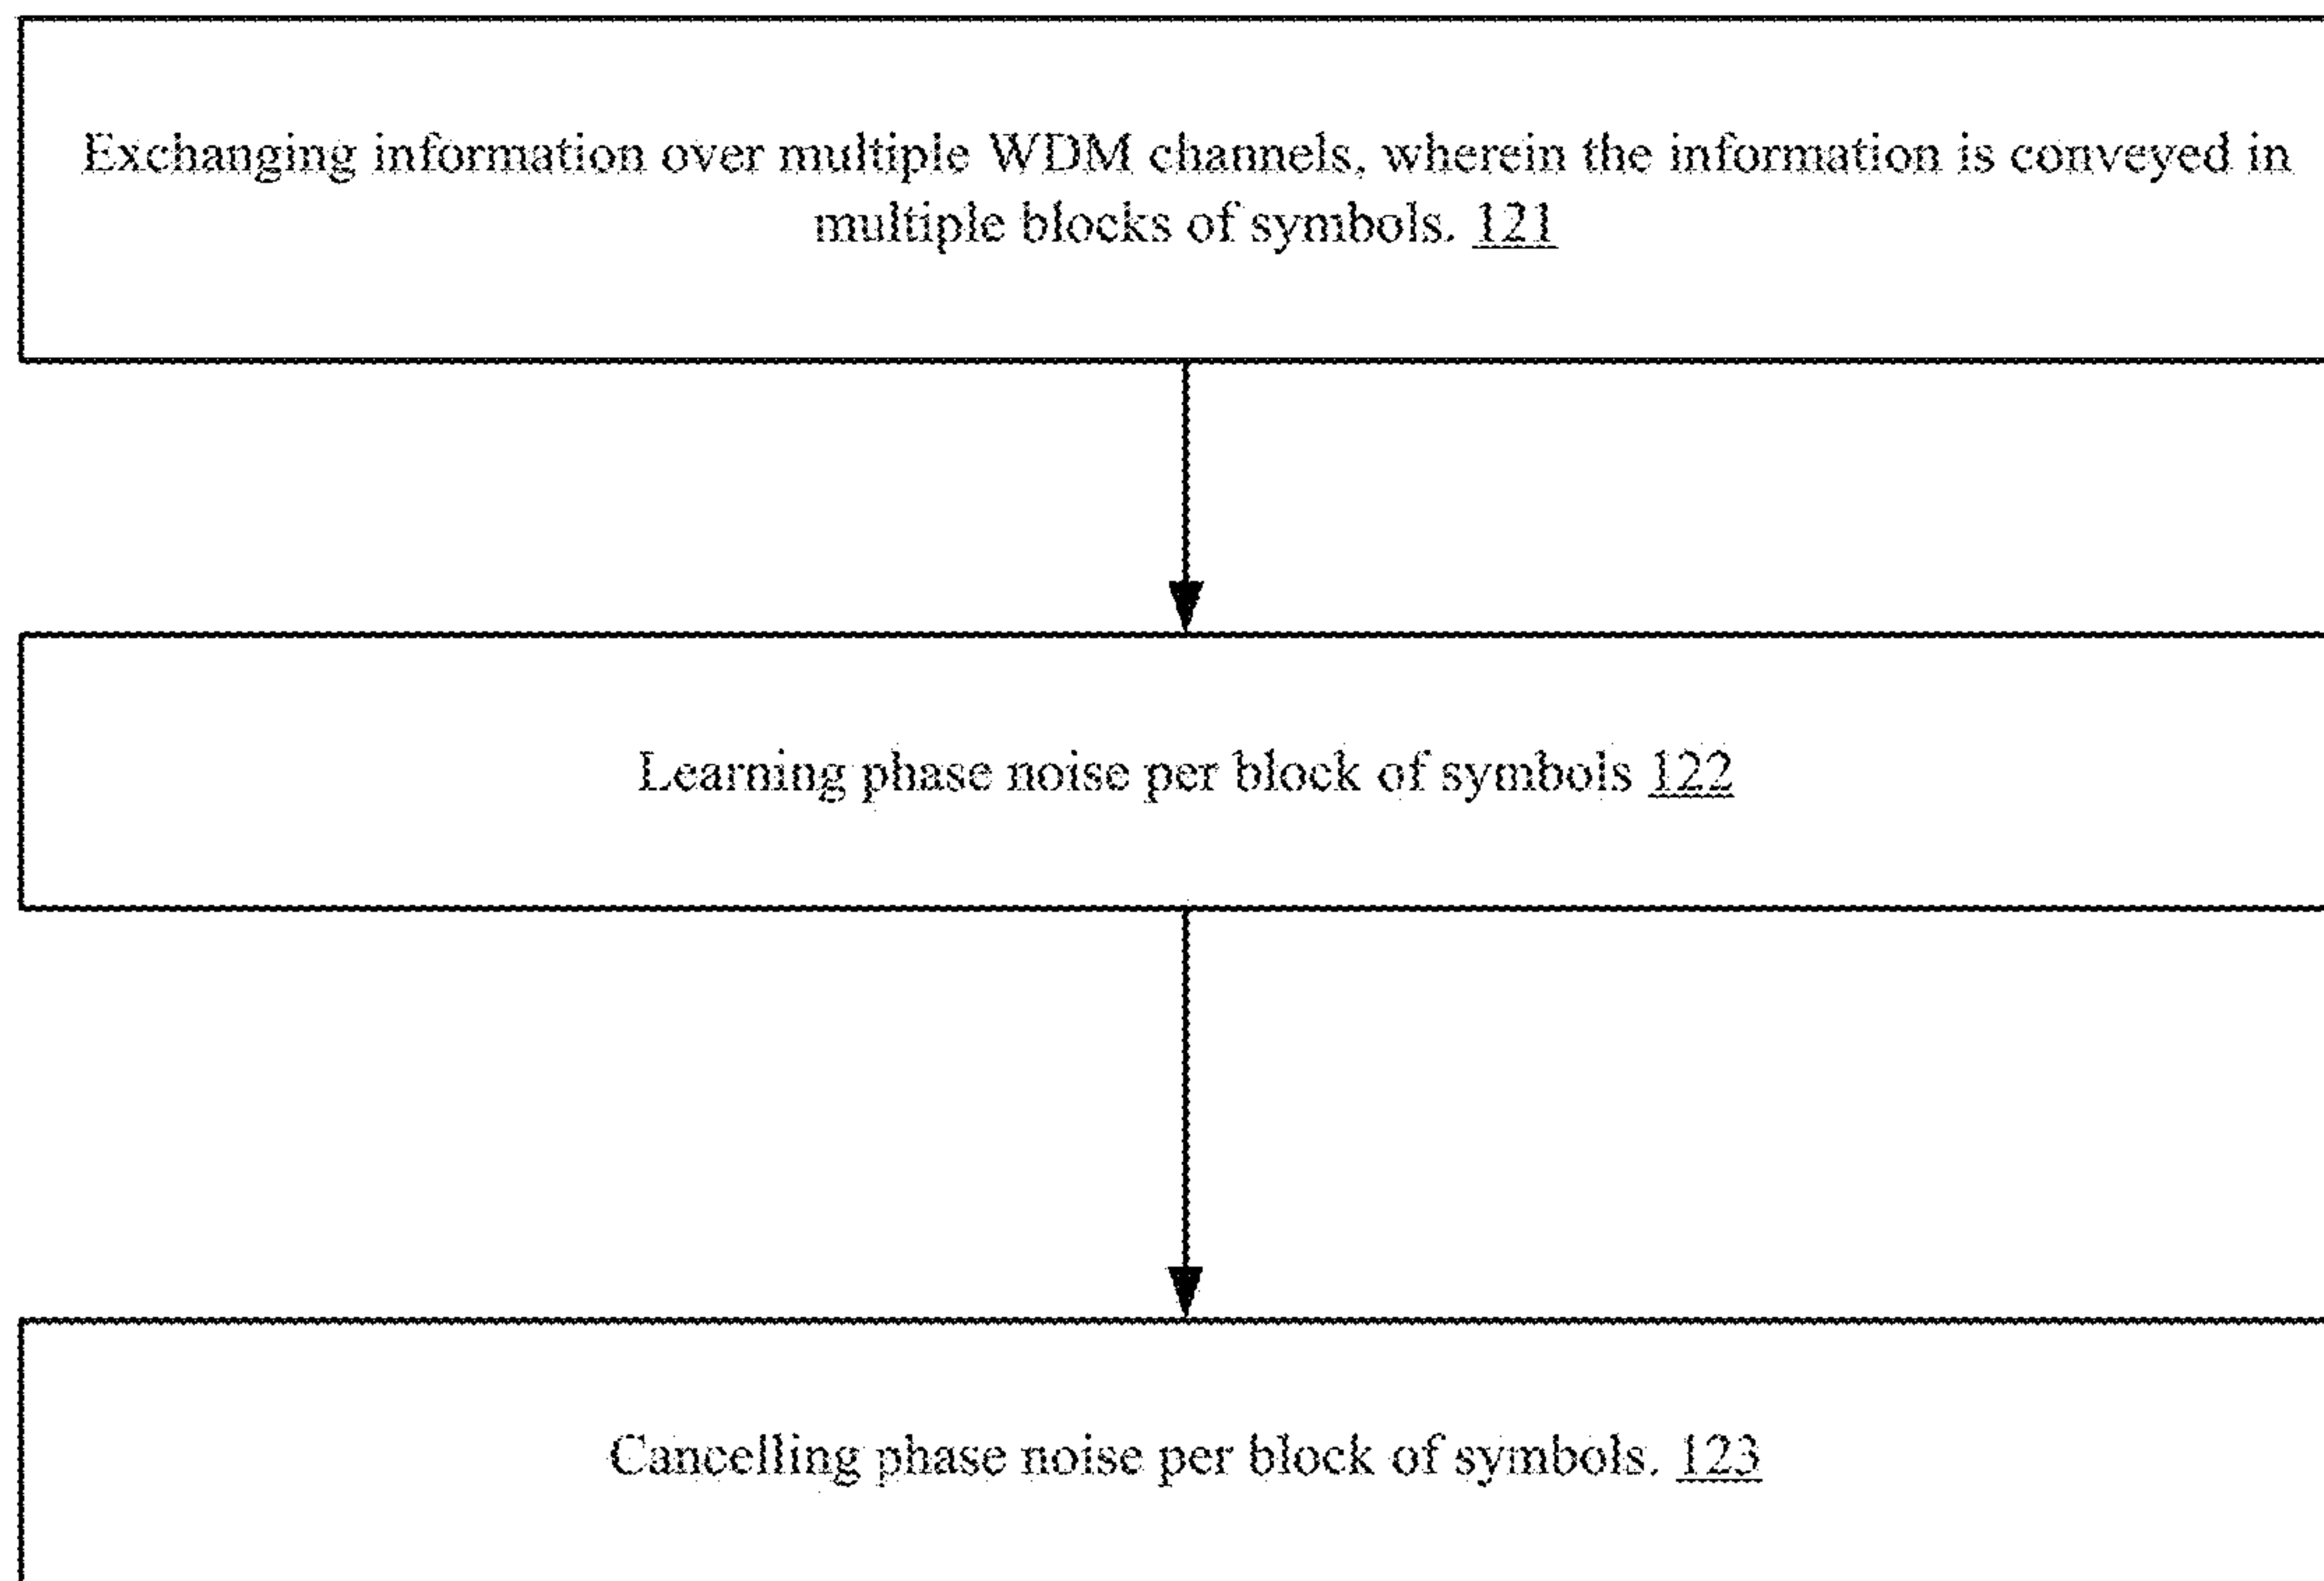 Exchanging information over multiple WDM channels, wherein the information is conveyed in
multiple blocks of symbols. 121
Learning phase noise per block of symbols 122
Cancelling phase noise per block of symbols. 123